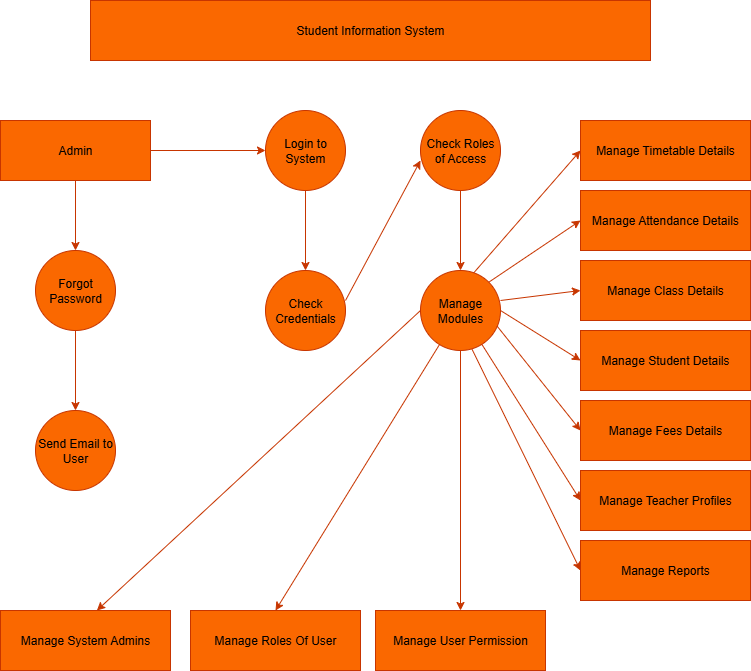 Student Information System
Admin
Login to
System
Check Roles
of Access
Manage Timetable Details
Manage Attendance Details
Forgot
Password
Check
Credentials
Manage
Modules
Manage Class Details
Manage Student Details
Manage Fees Details
Send Email to
User
Manage Teacher Profiles
Manage Reports
Manage System Admins
Manage Roles Of User
Manage User Permission